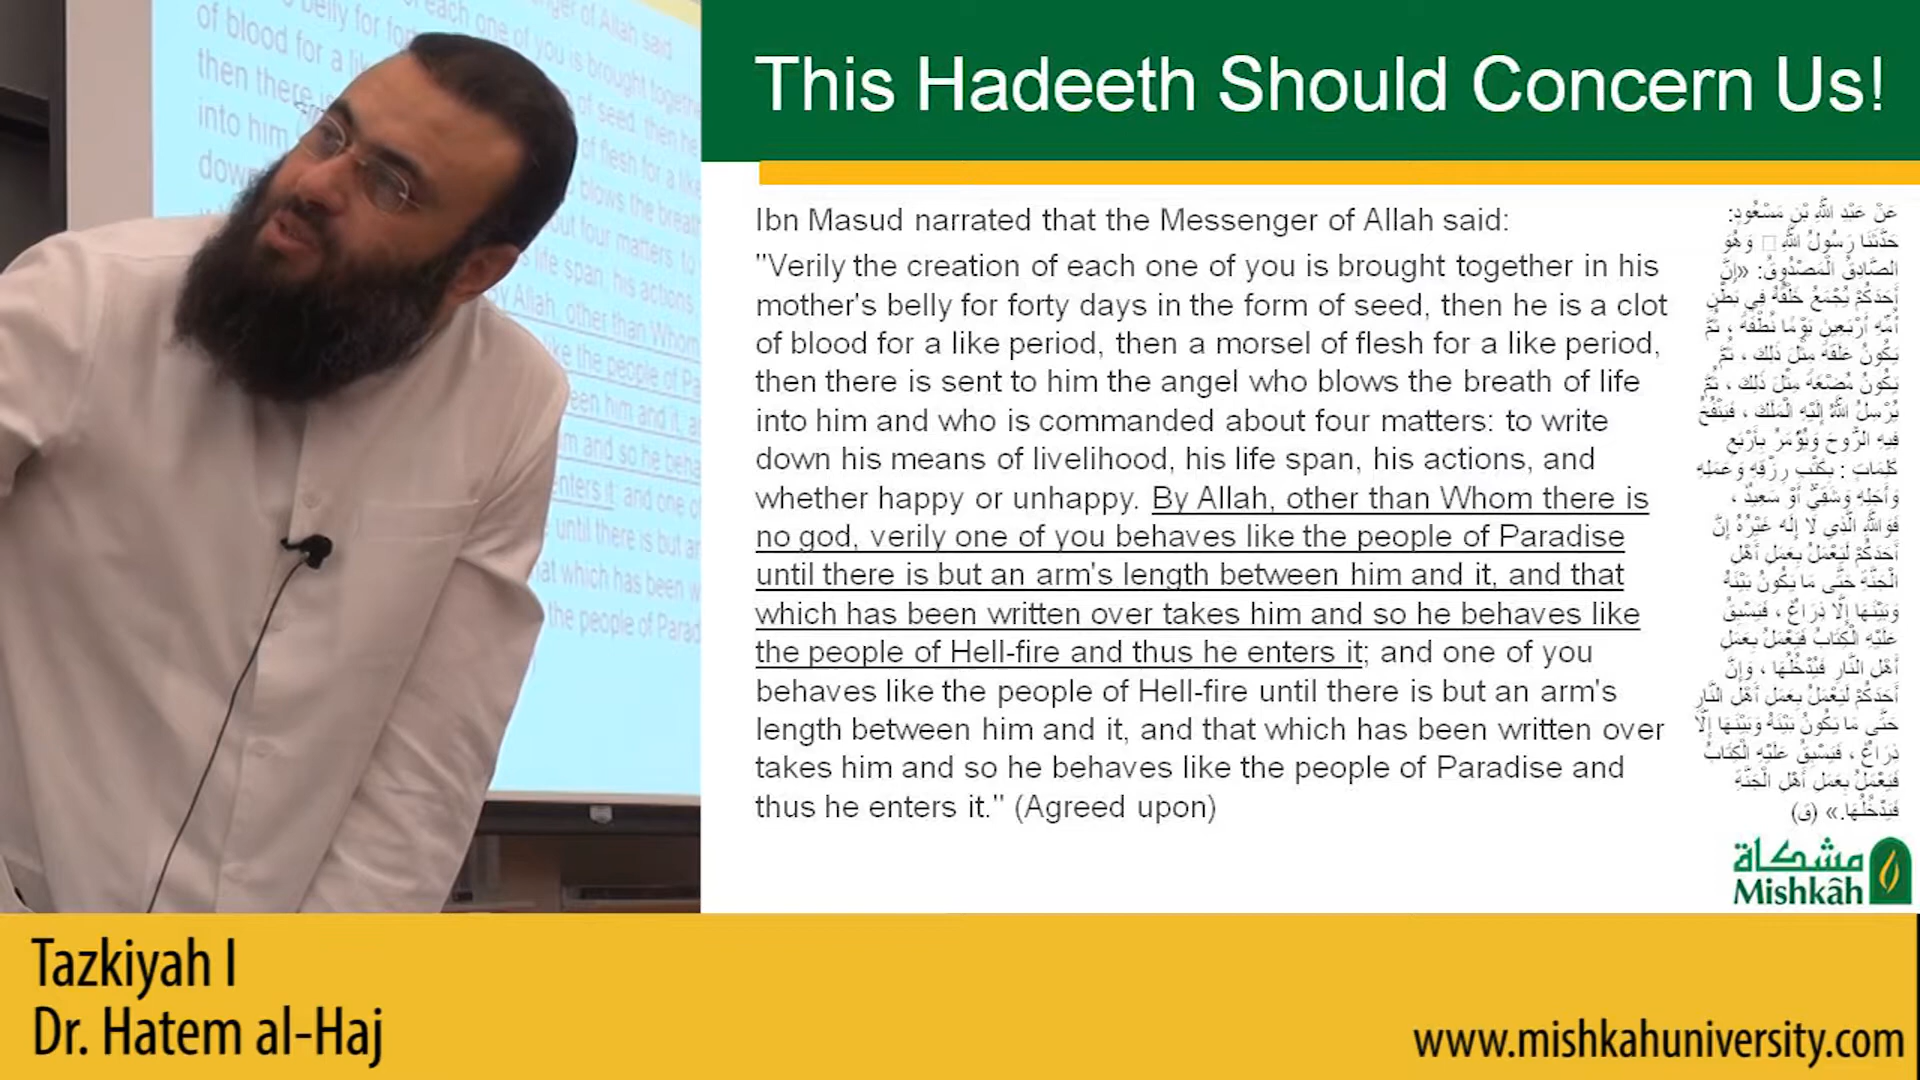 This Hadeeth Should Concern Us!
Ibn Masud narrated that the Messenger of Allah said:
"Verily the creation of each one of you is brought together in his
mother's belly for forty days in the form of seed, then he is a clot
of blood for a like period, then a morsel of flesh for a like period,
then there is sent to him the angel who blows the breath of life
into him and who is commanded about four matters: to write
down his means of livelihood, his life span, his actions, and
whether happy or unhappy. By Allah, other than Whom there is
no god, verily one of you behaves like the people of Paradise
until there is but an arm's length between him and it, and that
which has been written over takes him and so he behaves like
the people of Hell-fire and thus he enters it; and one of you
behaves like the people of Hell-fire until there is but an arm's
length between him and it, and that which has been written over
takes him and so he behaves like the people of Paradise and
thus he enters it." (Agreed upon)
عَنْ عَبْدِ اللَّهِ بْنِ مَسْعُودٍ:
حَدَّثَنَا رَسُولُ اللَّهِ □ وَهُوَ
الصَّادِقُ الْمَصْدُوقُ: «إِنَّ
أَحَدَكُمْ يُجْمَعُ خَلْقُهُ فِي بَطْنِ
أُمِّهِ أَرْبَعِينَ يَوْمًا نُطْفَةً ، ثُمَّ
يَكُونُ عَلَقَةً مِثْلَ ذَلِكَ ، ثُمَّ
يَكُونُ مُضْغَةً مِثْلَ ذَلِكَ ، ثُمَّ
يُرْسِلُ اللَّهُ إِلَيْهِ الْمَلَكَ ، فَيَنْفُخُ
فِيهِ الرُّوحَ وَيُؤْمَرُ بِأَرْبَعِ
كَلِمَاتٍ : بِكَتْبِ رِزْقِهِ وَعَمَلِهِ
وَأَجَلِهِ وَشَقِيٌّ أَوْ سَعِيدٌ ،
فَوَاللَّهِ الَّذِي لَا إِلَهَ غَيْرُهُ إِنَّ
أَحَدَكُمْ لَيَعْمَلُ بِعَمَلِ أَهْلِ
الْجَنَّةِ حَتَّى مَا يَكُونُ بَيْنَهُ
وَبَيْنَهَا إِلَّا ذِرَاعٌ ، فَيَسْبِقُ
عَلَيْهِ الْكِتَابُ فَيَعْمَلُ بِعَمَلِ
أَهْلِ النَّارِ فَيَدْخُلُهَا ، وَإِنَّ
أَحَدَكُمْ لَيَعْمَلُ بِعَمَلِ أَهْلِ النَّارِ
حَتَّى مَا يَكُونُ بَيْنَهُ وَبَيْنَهَا إِلَّا
ذِرَاعٌ ، فَيَسْبِقُ عَلَيْهِ الْكِتَابُ
فَيَعْمَلُ بِعَمَلِ أَهْلِ الْجَنَّةِ
فَيَدْخُلُهَا.» (ق)
مشكاة
Mishkâh
Tazkiyah I
Dr. Hatem al-Haj
www.mishkahuniversity.com